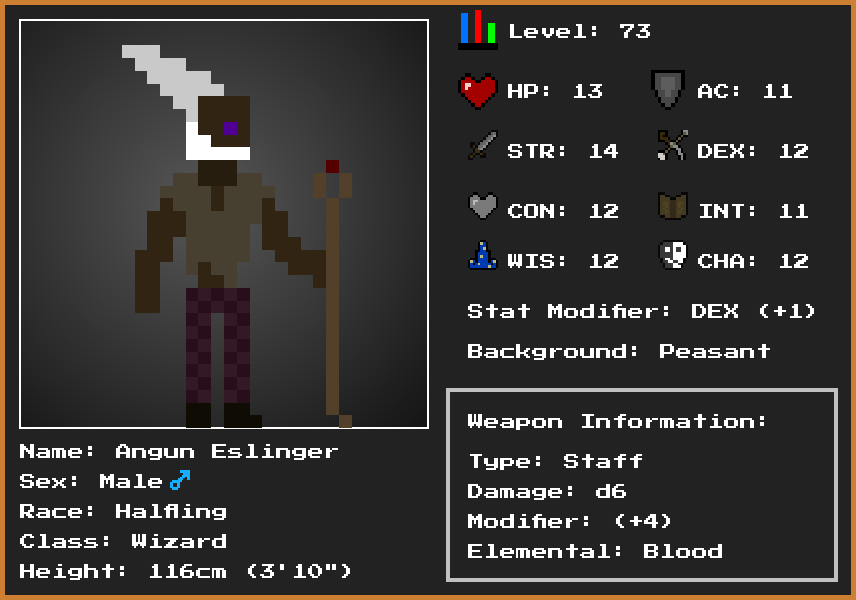 Level: 73
HP: 13 AC: 11
STR: 14 DEX: 12
CON: 12 INT: 11
WIS: 12 CHA: 12
Stat Modifier: DEX (+1)
Background: Peasant
Weapon Information:
Type: Staff
Damage: d6
Modifier: (+4)
Elemental: Blood
Name: Angun Eslinger
Sex: Male ♂
Race: Halfling
Class: Wizard
Height: 116cm (3'10")